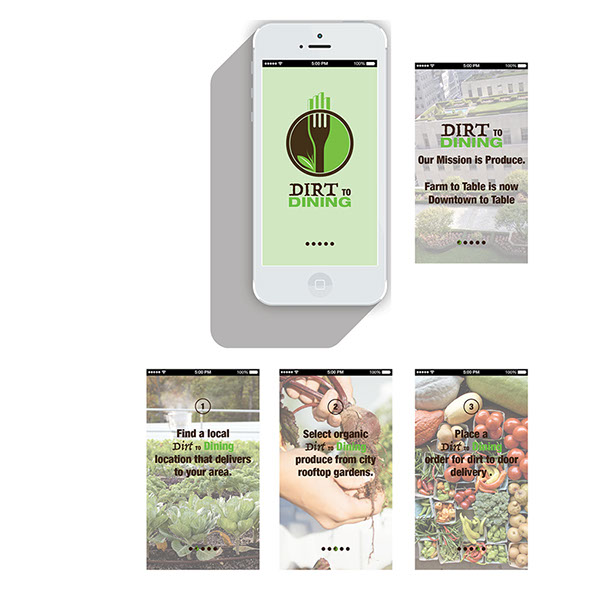 5:00 PM 100%
DIRT TO
DINING
5:00 PM 100%
DIRT TO
DINING
Our Mission is Produce.
Farm to Table is now
Downtown to Table
5:00 PM 100%
1
Find a local
Dirt TO Dining
location that delivers
to your area.
5:00 PM 100%
2
Select organic
Dirt TO Dining
produce from city
rooftop gardens.
5:00 PM 100%
3
Place a
Dirt TO Dining
order for dirt to door
delivery .